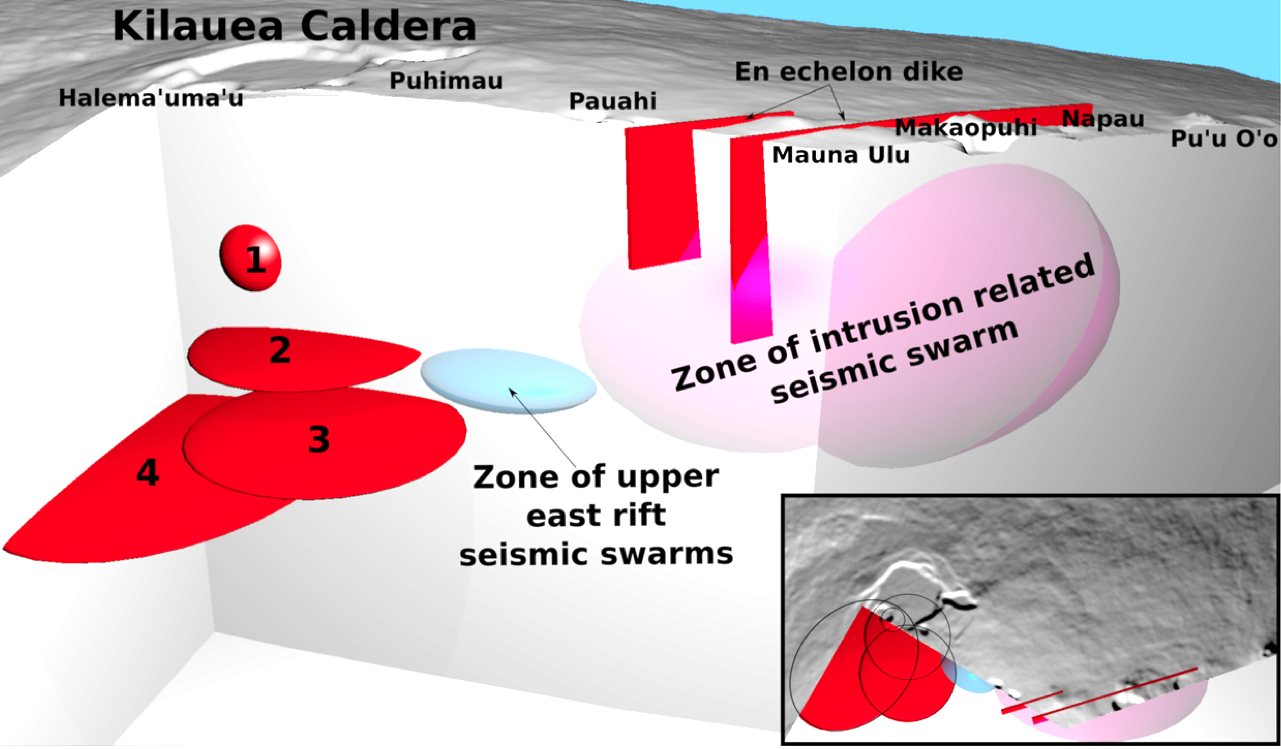 Kilauea Caldera
Halema'uma'u
Puhimau
Pauahi
En echelon dike
Mauna Ulu
Makaopuhi
Napau
Pu'u O'o
1
2
3
4
Zone of intrusion related
seismic swarm
Zone of upper
east rift
seismic swarms